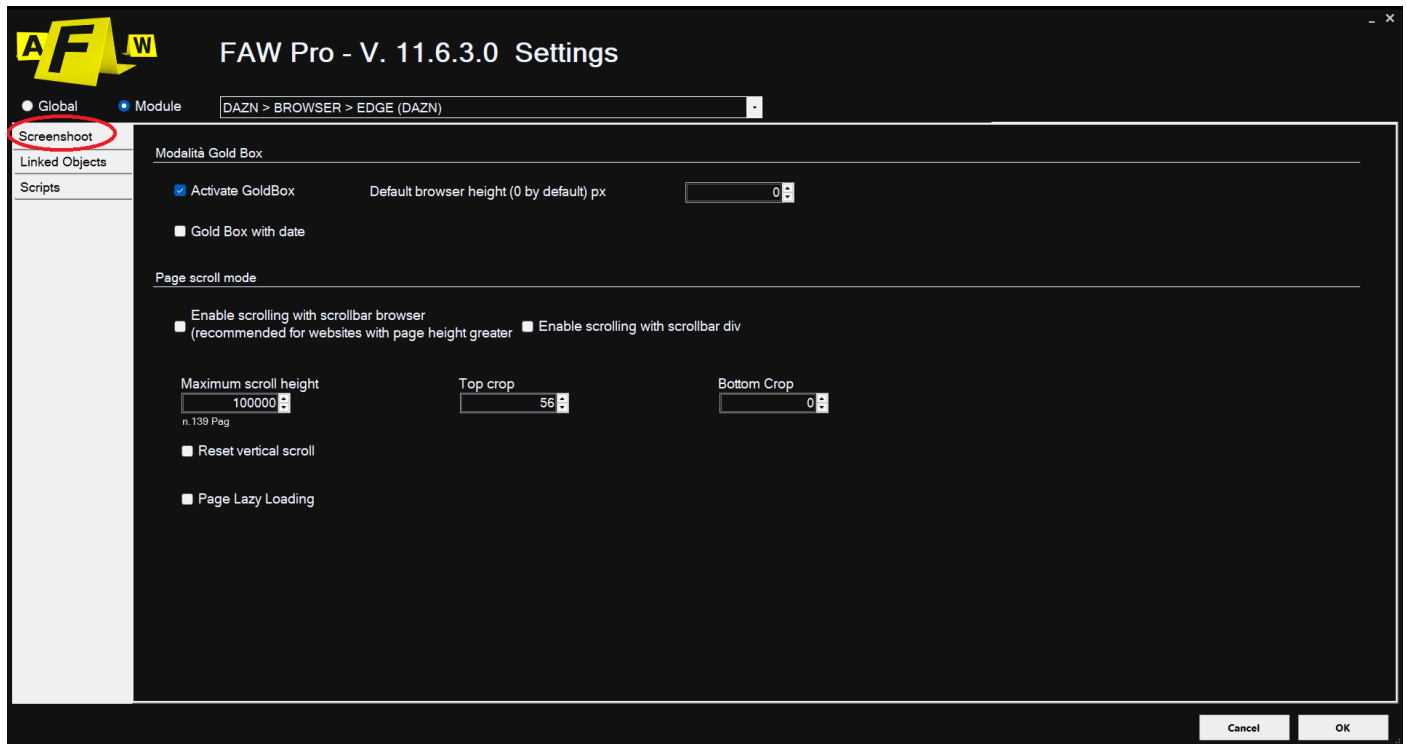 A F W
FAW Pro - V. 11.6.3.0 Settings
Global
Module
DAZN > BROWSER > EDGE (DAZN)
Screenshoot
Linked Objects
Scripts
Modalità Gold Box
Activate GoldBox
Default browser height (0 by default) px
0
Gold Box with date
Page scroll mode
Enable scrolling with scrollbar browser
(recommended for websites with page height greater
Enable scrolling with scrollbar div
Maximum scroll height
Top crop
Bottom Crop
100000
56
0
n.139 Pag
Reset vertical scroll
Page Lazy Loading
Cancel
OK